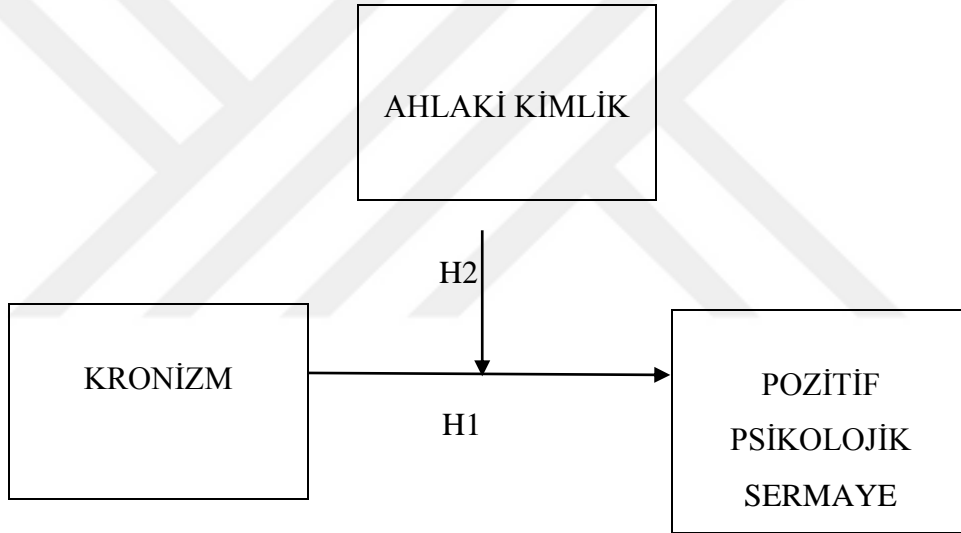 AHLAKİ KİMLİK
H2
KRONİZM
H1
POZİTİF
PSİKOLOJİK
SERMAYE